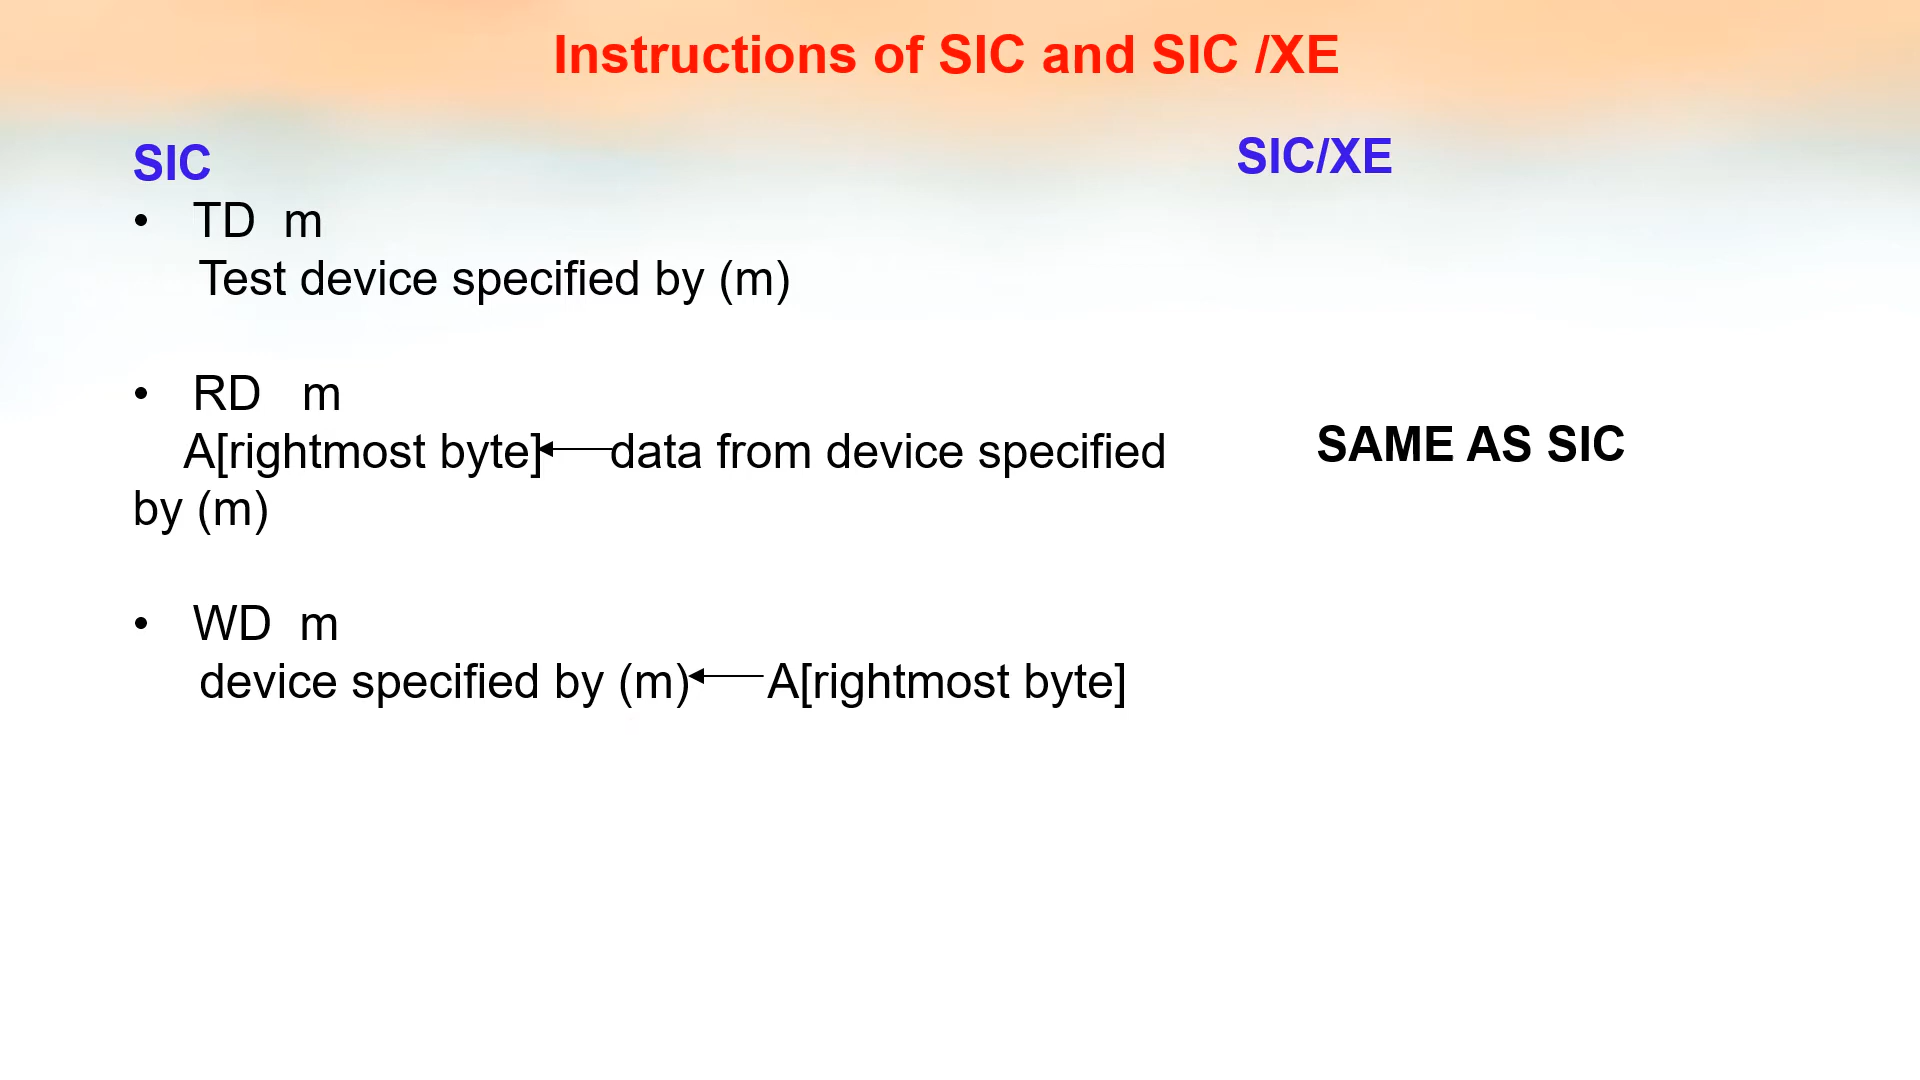 Instructions of SIC and SIC /XE
SIC
• TD m
Test device specified by (m)
• RD m
A[rightmost byte] ← data from device specified
by (m)
• WD m
device specified by (m) ← A[rightmost byte]
SIC/XE
SAME AS SIC